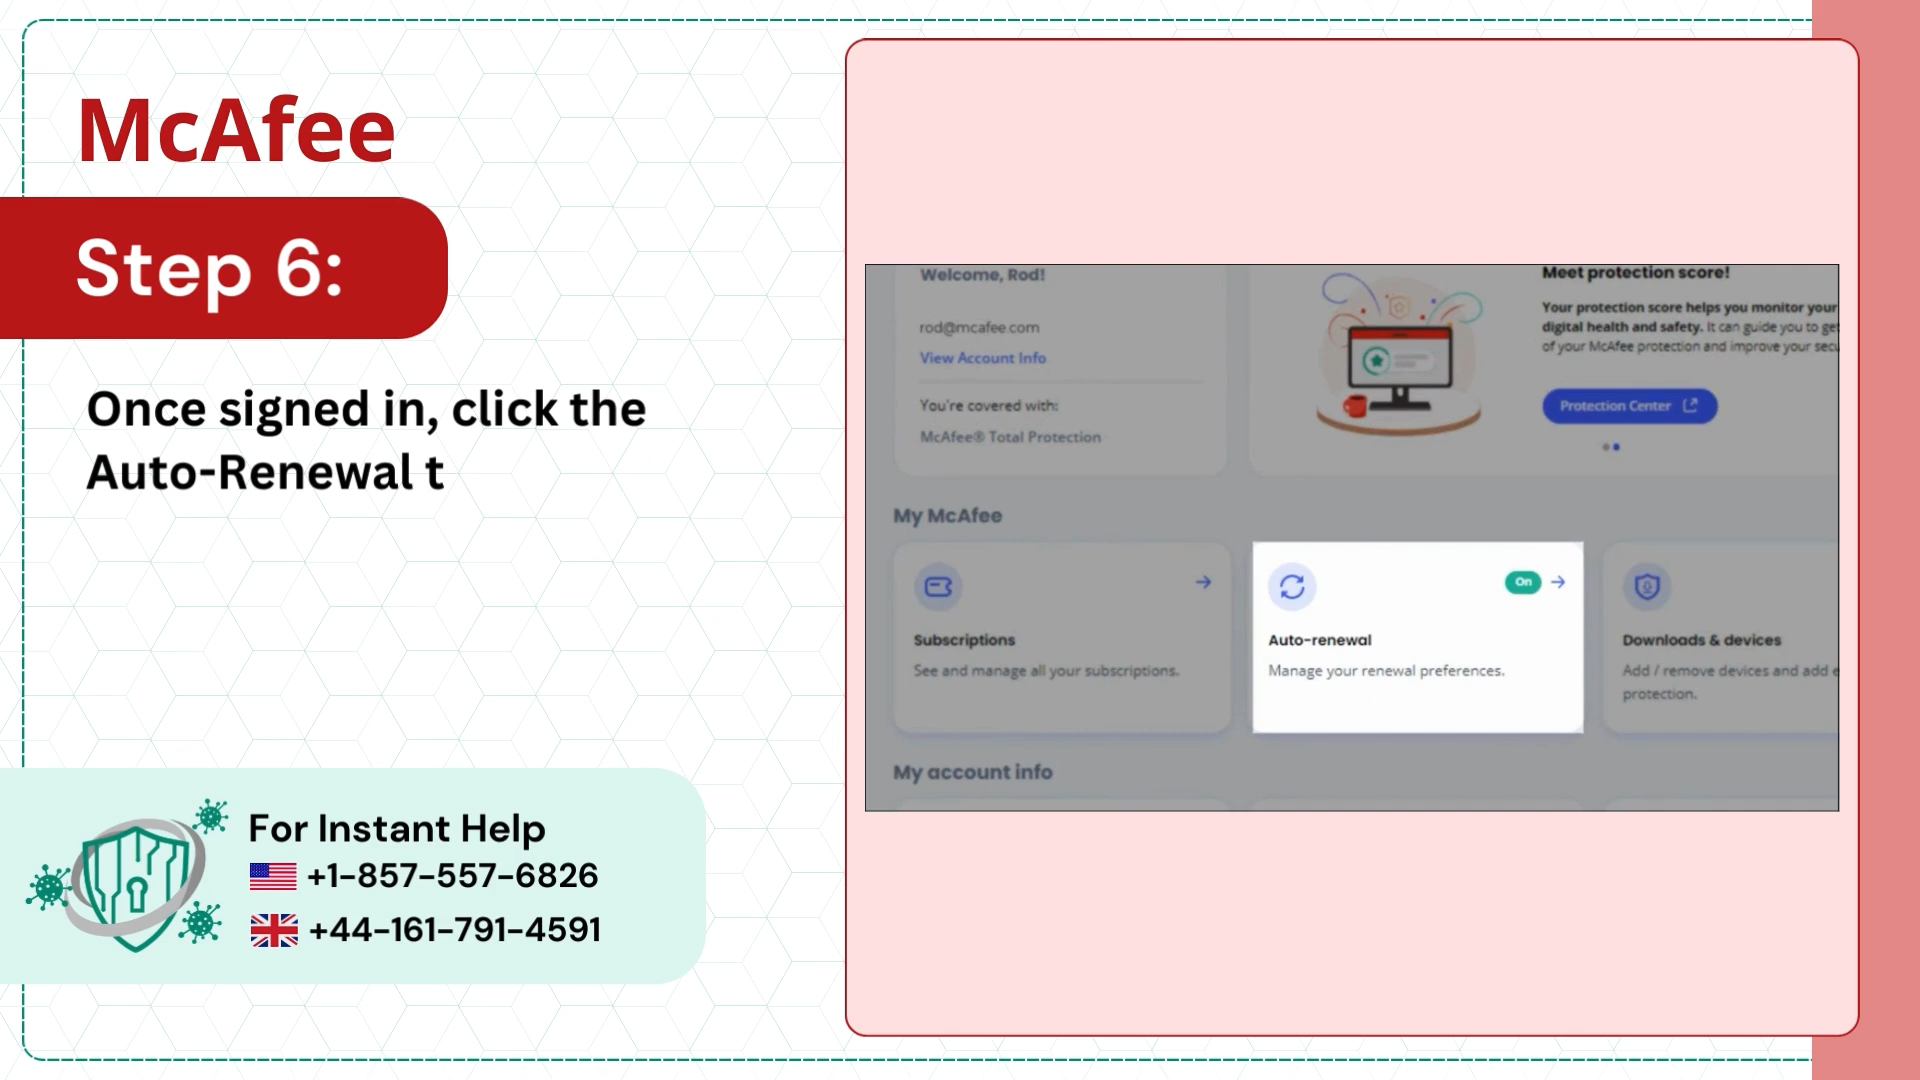 McAfee
Step 6:
Once signed in, click the
Auto-Renewal t
For Instant Help
+1-857-557-6826
+44-161-791-4591
Welcome, Rod!
rod@mcafee.com
View Account Info
You're covered with:
McAfee® Total Protection
Meet protection score!
Your protection score helps you monitor your
digital health and safety. It can guide you to get
of your McAfee protection and improve your secu
Protection Center
My McAfee
Subscriptions
See and manage all your subscriptions.
On
Auto-renewal
Manage your renewal preferences.
Downloads & devices
Add / remove devices and add e
protection.
My account info